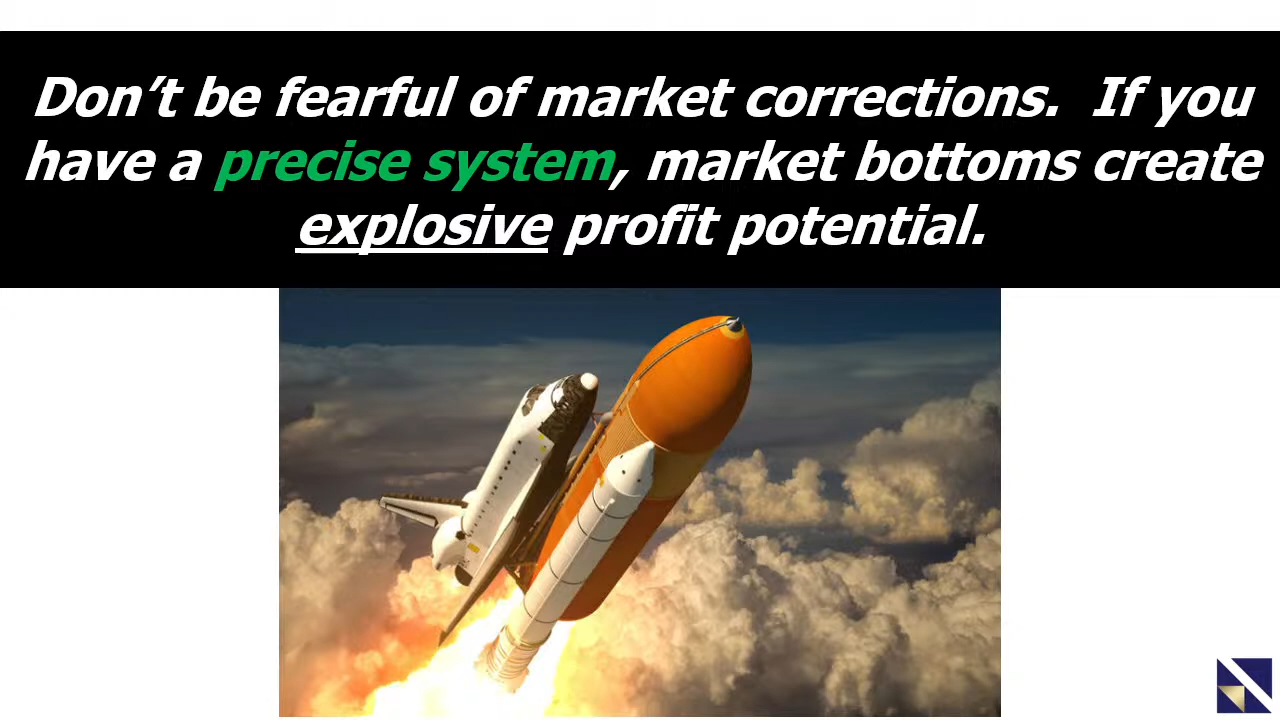 Don’t be fearful of market corrections.  If you
have a precise system, market bottoms create
explosive profit potential.